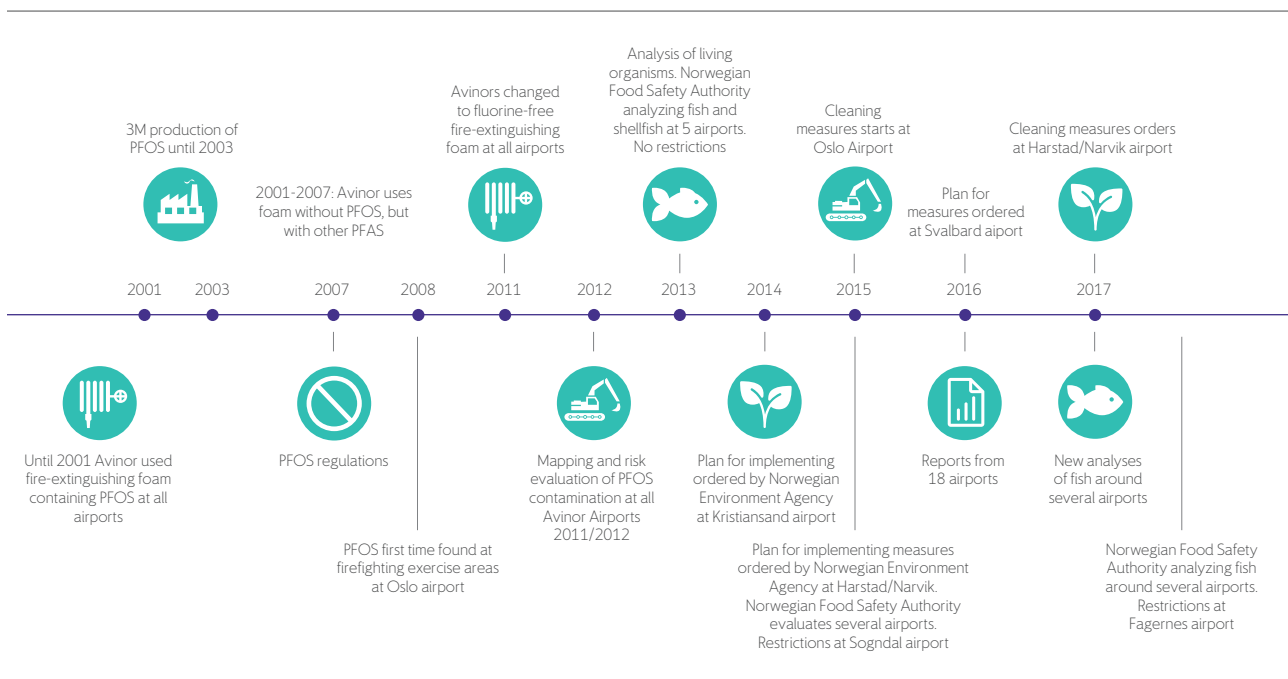 Analysis of living
organisms. Norwegian
Food Safety Authority
analyzing fish and
shellfish at 5 airports.
No restrictions
Avinors changed
to fluorine-free
fire-extinguishing
foam at all airports
Cleaning
measures starts at
Oslo Airport
3M production of
PFOS until 2003
Cleaning measures orders
at Harstad/Narvik airport
2001-2007: Avinor uses
foam without PFOS, but
with other PFAS
Plan for
measures ordered
at Svalbard aiport
2001
2003
2007
2008
2011
2012
2013
2014
2015
2016
2017
Until 2001 Avinor used
fire-extinguishing foam
containing PFOS at all
airports
PFOS regulations
Mapping and risk
evaluation of PFOS
contamination at all
Avinor Airports
2011/2012
Plan for implementing
ordered by Norwegian
Environment Agency
at Kristiansand airport
Reports from
18 airports
New analyses
of fish around
several airports
PFOS first time found at
firefighting exercise areas
at Oslo airport
Plan for implementing measures
ordered by Norwegian Environment
Agency at Harstad/Narvik.
Norwegian Food Safety Authority
evaluates several airports.
Restrictions at Sogndal airport
Norwegian Food Safety
Authority analyzing fish
around several airports.
Restrictions at
Fagernes airport